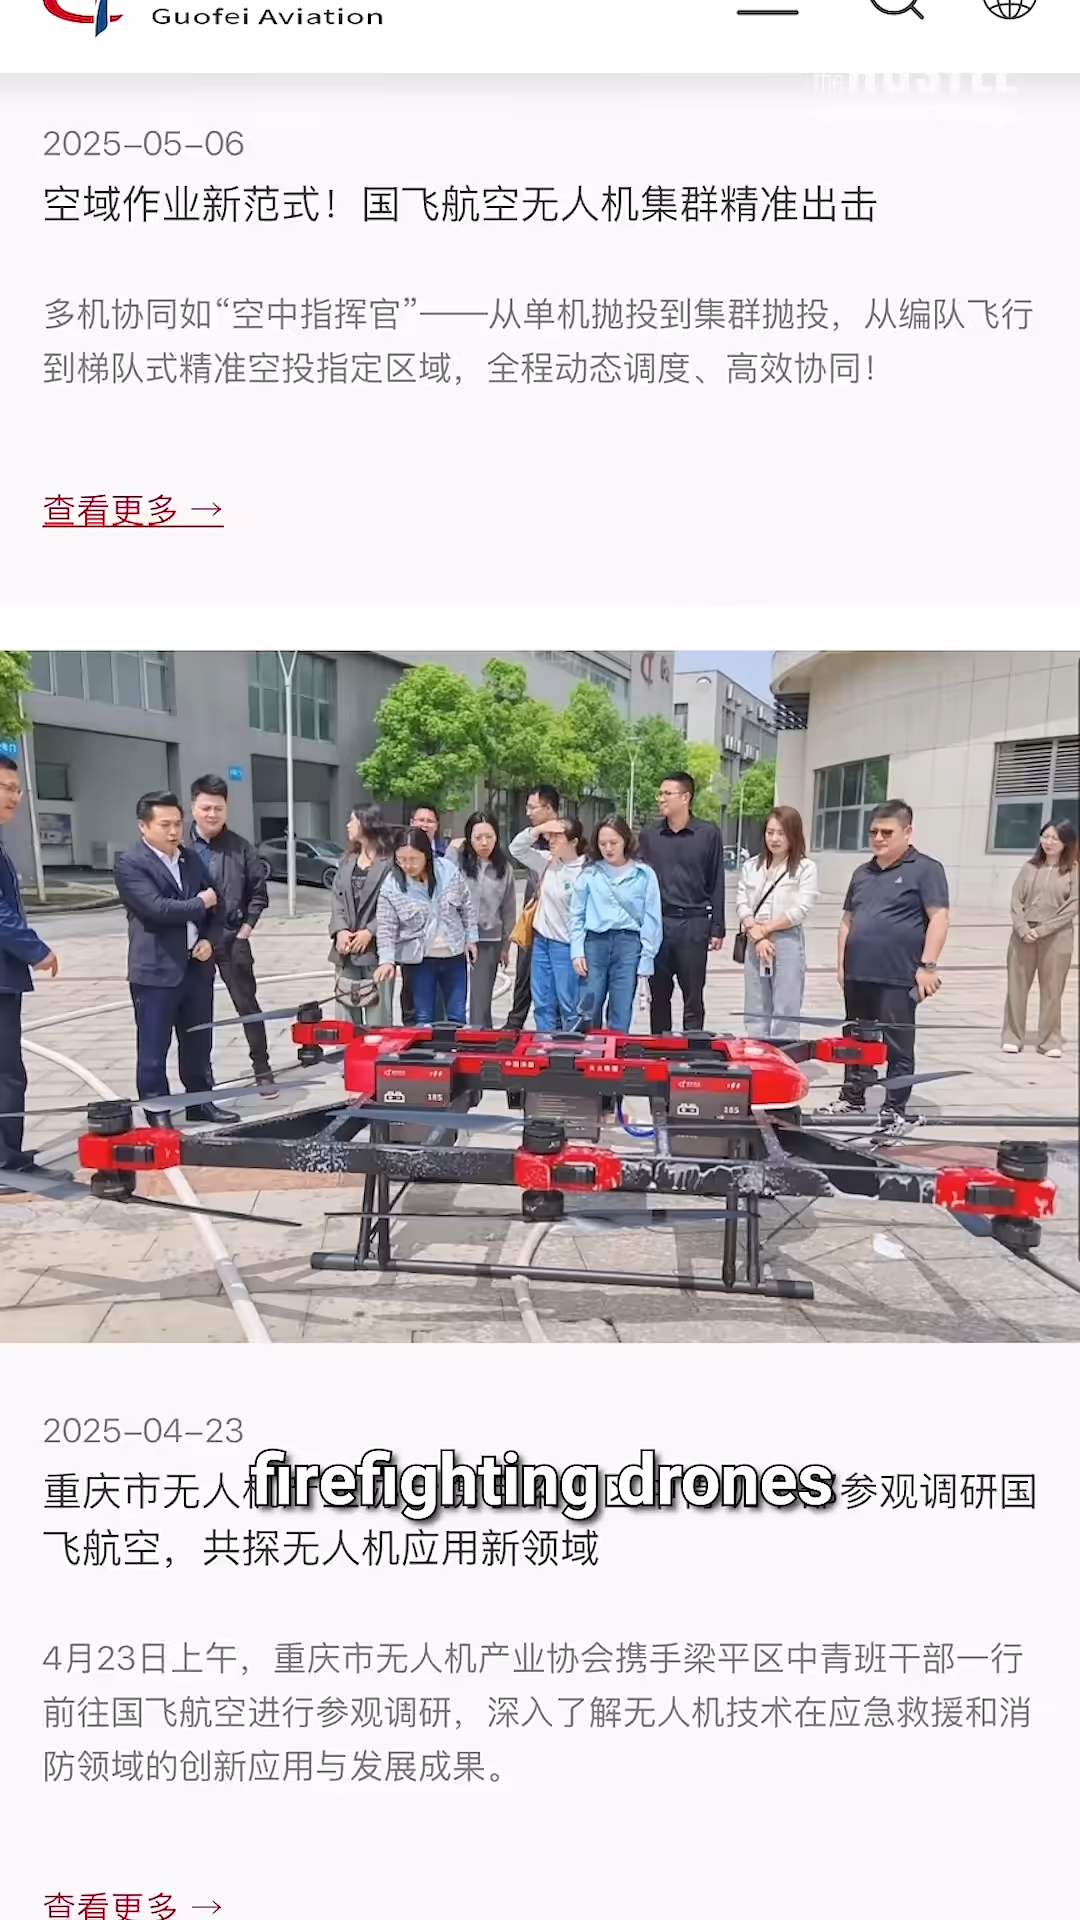 Guofei Aviation
the HUSTLE
2025-05-06
空域作业新范式！国飞航空无人机集群精准出击
多机协同如“空中指挥官”——从单机抛投到集群抛投，从编队飞行
到梯队式精准空投指定区域，全程动态调度、高效协同！
查看更多 →
18S
18S
2025-04-23
firefighting drones
重庆市无人 参观调研国
飞航空，共探无人机应用新领域
4月23日上午，重庆市无人机产业协会携手梁平区中青班干部一行
前往国飞航空进行参观调研，深入了解无人机技术在应急救援和消
防领域的创新应用与发展成果。
查看更多 →